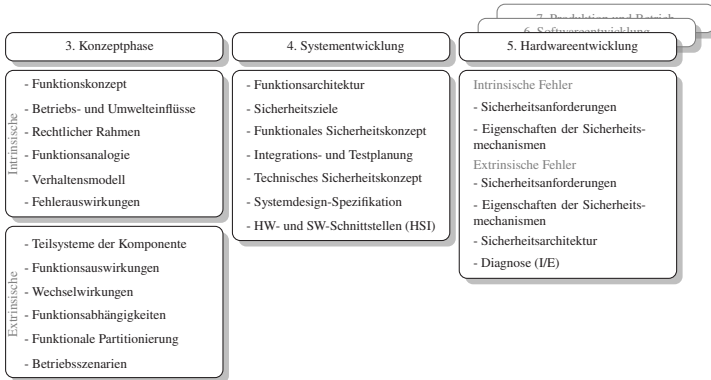 7. Produktion und Betrieb
6. Softwareentwicklung
3. Konzeptphase
4. Systementwicklung
5. Hardwareentwicklung
Intrinsische
- Funktionskonzept
- Betriebs- und Umwelteinflüsse
- Rechtlicher Rahmen
- Funktionsanalogie
- Verhaltensmodell
- Fehlerauswirkungen
Extrinsische
- Teilsysteme der Komponente
- Funktionsauswirkungen
- Wechselwirkungen
- Funktionsabhängigkeiten
- Funktionale Partitionierung
- Betriebsszenarien
- Funktionsarchitektur
- Sicherheitsziele
- Funktionales Sicherheitskonzept
- Integrations- und Testplanung
- Technisches Sicherheitskonzept
- Systemdesign-Spezifikation
- HW- und SW-Schnittstellen (HSI)
Intrinsische Fehler
- Sicherheitsanforderungen
- Eigenschaften der Sicherheits-
mechanismen
Extrinsische Fehler
- Sicherheitsanforderungen
- Eigenschaften der Sicherheits-
mechanismen
- Sicherheitsarchitektur
- Diagnose (I/E)